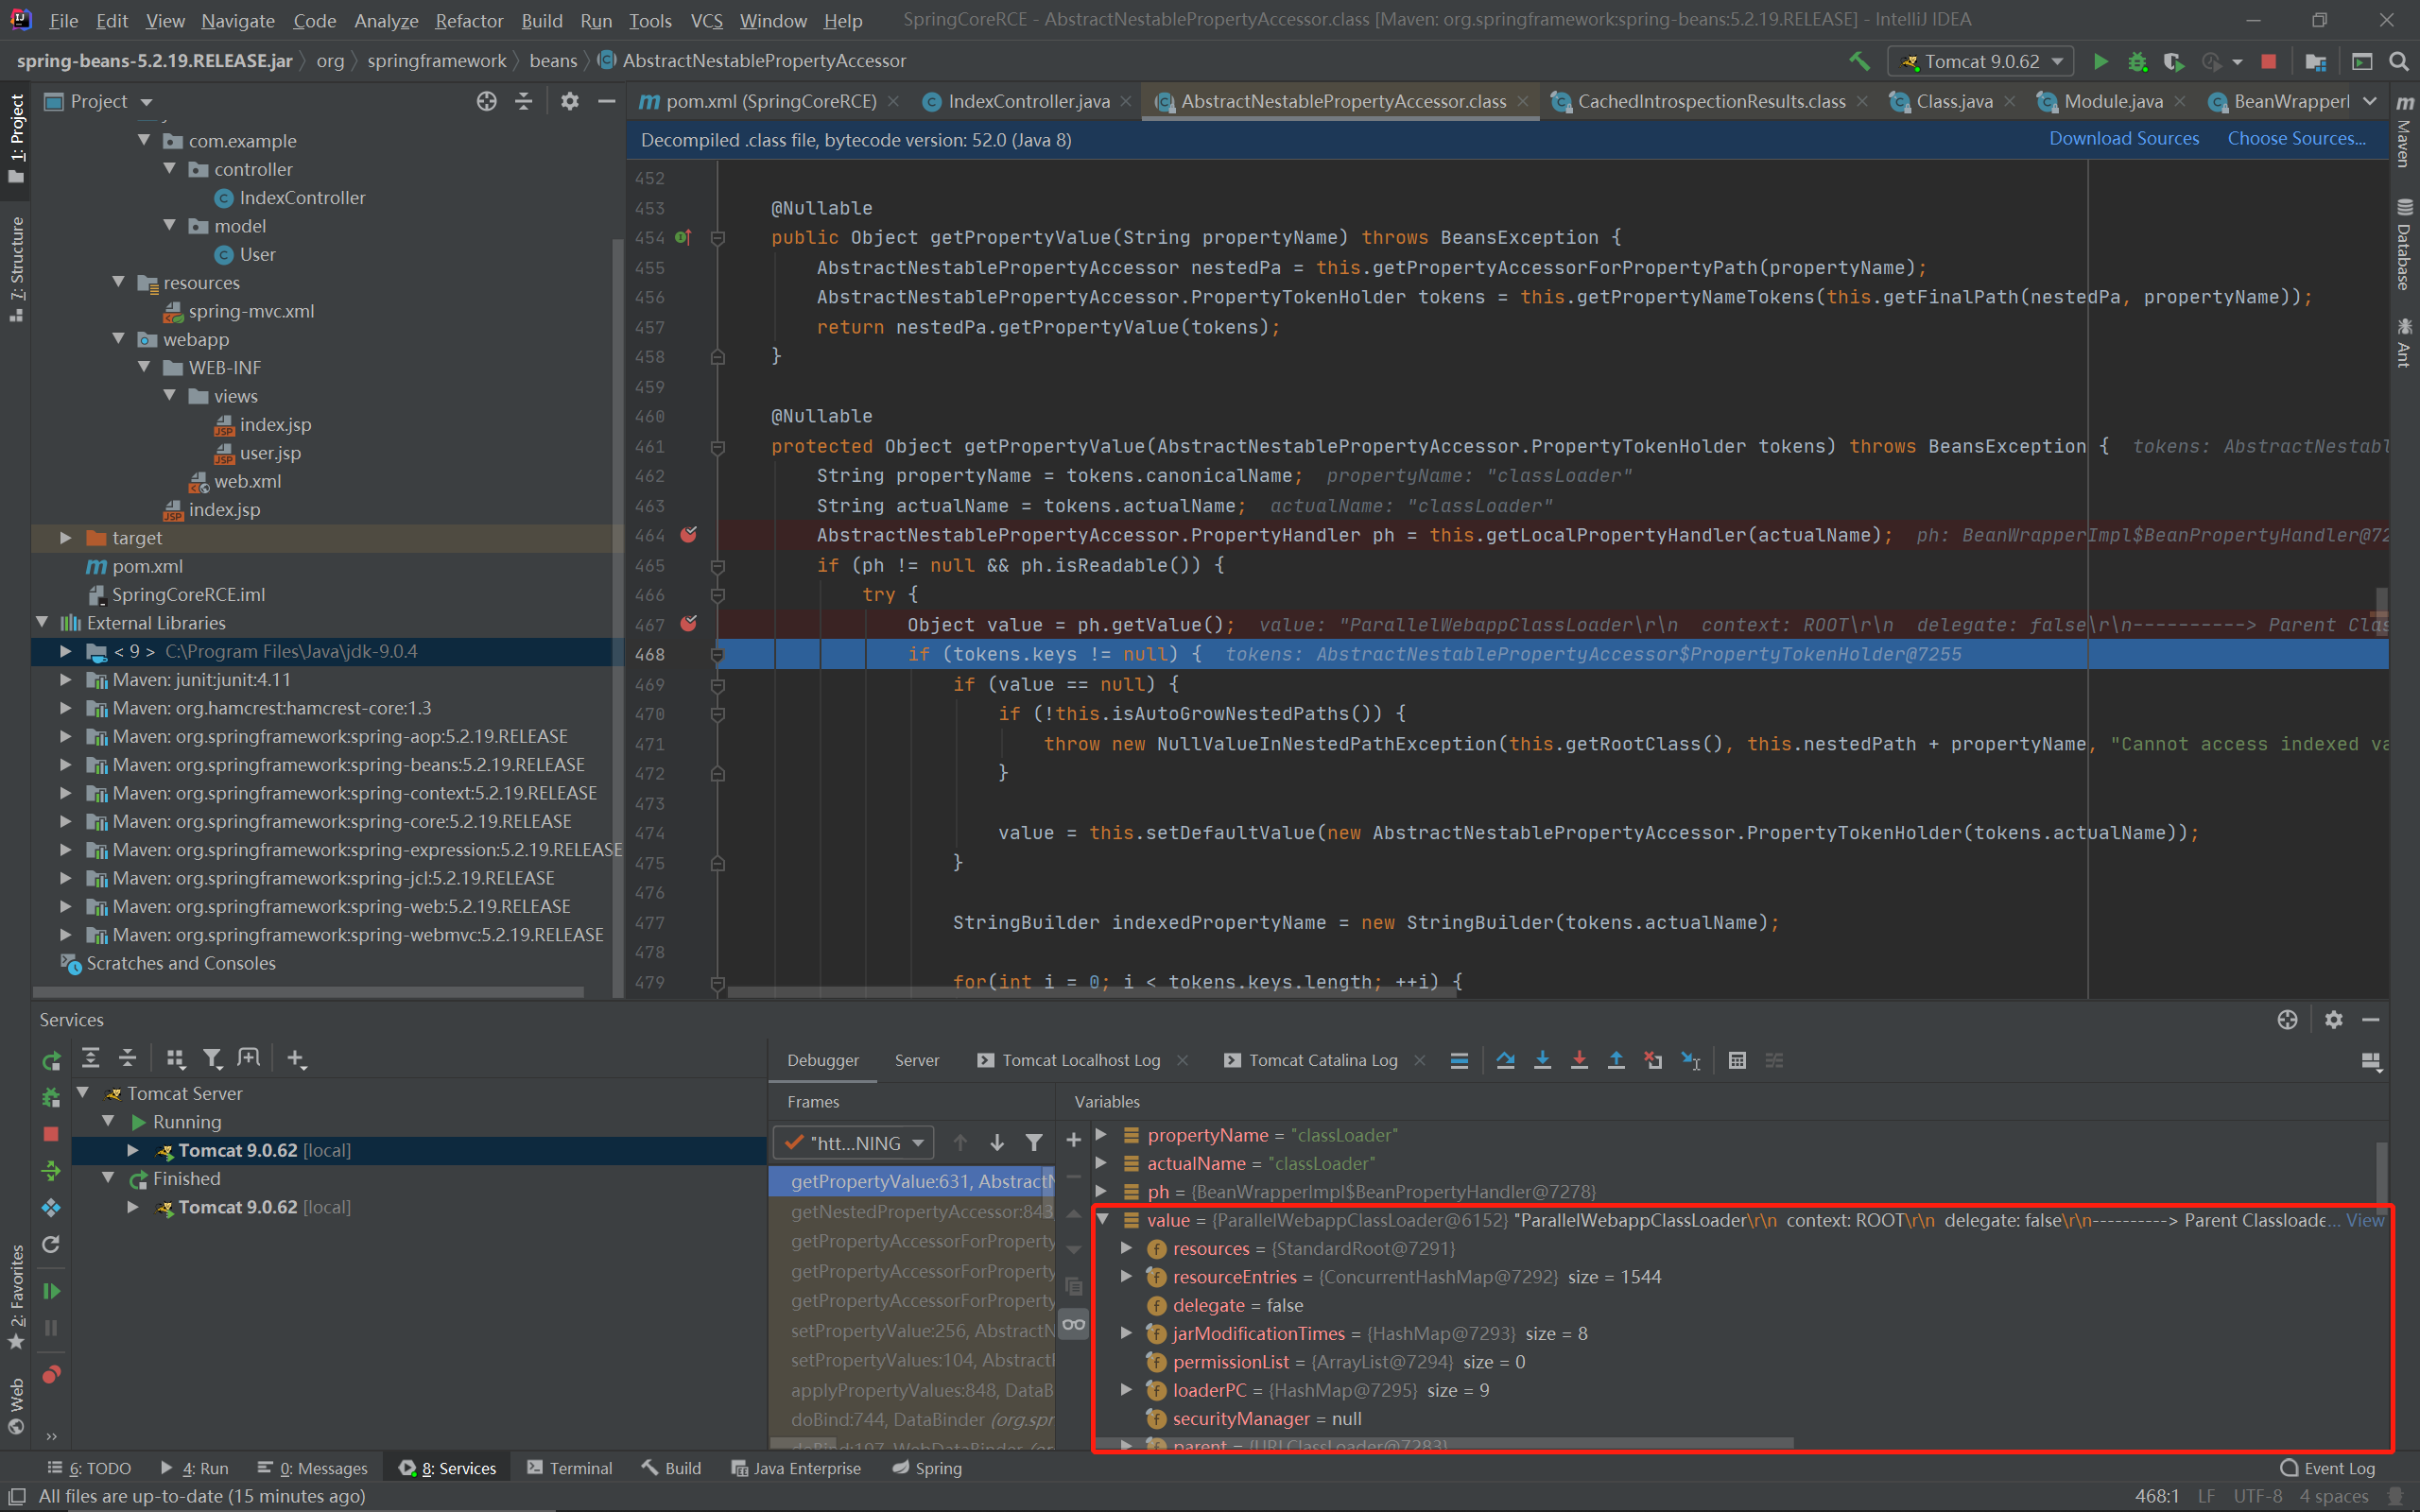 File Edit View Navigate Code Analyze Refactor Build Run Tools VCS Window Help SpringCoreRCE - AbstractNestablePropertyAccessor.class [Maven: org.springframework:spring-beans:5.2.19.RELEASE] - IntelliJ IDEA
spring-beans-5.2.19.RELEASE.jar org springframework beans AbstractNestablePropertyAccessor Tomcat 9.0.62
Project
pom.xml (SpringCoreRCE) IndexController.java AbstractNestablePropertyAccessor.class CachedIntrospectionResults.class Class.java Module.java BeanWrapperI
Decompiled .class file, bytecode version: 52.0 (Java 8) Download Sources Choose Sources...
1: Project
7: Structure
2: Favorites
Web
Maven
Database
Ant
com.example
controller
IndexController
model
User
resources
spring-mvc.xml
webapp
WEB-INF
views
index.jsp
user.jsp
web.xml
index.jsp
target
pom.xml
SpringCoreRCE.iml
External Libraries
< 9 > C:\Program Files\Java\jdk-9.0.4
Maven: junit:junit:4.11
Maven: org.hamcrest:hamcrest-core:1.3
Maven: org.springframework:spring-aop:5.2.19.RELEASE
Maven: org.springframework:spring-beans:5.2.19.RELEASE
Maven: org.springframework:spring-context:5.2.19.RELEASE
Maven: org.springframework:spring-core:5.2.19.RELEASE
Maven: org.springframework:spring-expression:5.2.19.RELEASE
Maven: org.springframework:spring-jcl:5.2.19.RELEASE
Maven: org.springframework:spring-web:5.2.19.RELEASE
Maven: org.springframework:spring-webmvc:5.2.19.RELEASE
Scratches and Consoles
452
453 @Nullable
454 public Object getPropertyValue(String propertyName) throws BeansException {
455 AbstractNestablePropertyAccessor nestedPa = this.getPropertyAccessorForPropertyPath(propertyName);
456 AbstractNestablePropertyAccessor.PropertyTokenHolder tokens = this.getPropertyNameTokens(this.getFinalPath(nestedPa, propertyName));
457 return nestedPa.getPropertyValue(tokens);
458 }
459
460 @Nullable
461 protected Object getPropertyValue(AbstractNestablePropertyAccessor.PropertyTokenHolder tokens) throws BeansException { tokens: AbstractNestabl
462 String propertyName = tokens.canonicalName; propertyName: "classLoader"
463 String actualName = tokens.actualName; actualName: "classLoader"
464 AbstractNestablePropertyAccessor.PropertyHandler ph = this.getLocalPropertyHandler(actualName); ph: BeanWrapperImpl$BeanPropertyHandler@72
465 if (ph != null && ph.isReadable()) {
466 try {
467 Object value = ph.getValue(); value: "ParallelWebappClassLoader\r\n context: ROOT\r\n delegate: false\r\n----------> Parent Clas
468 if (tokens.keys != null) { tokens: AbstractNestablePropertyAccessor$PropertyTokenHolder@7255
469 if (value == null) {
470 if (!this.isAutoGrowNestedPaths()) {
471 throw new NullValueInNestedPathException(this.getRootClass(), this.nestedPath + propertyName, "Cannot access indexed va
472 }
473
474 value = this.setDefaultValue(new AbstractNestablePropertyAccessor.PropertyTokenHolder(tokens.actualName));
475 }
476
477 StringBuilder indexedPropertyName = new StringBuilder(tokens.actualName);
478
479 for(int i = 0; i < tokens.keys.length; ++i) {
Services
Tomcat Server
Running
Tomcat 9.0.62 [local]
Finished
Tomcat 9.0.62 [local]
Debugger Server Tomcat Localhost Log Tomcat Catalina Log
Frames
"htt...NING
getPropertyValue:631, AbstractN
getNestedPropertyAccessor:843
getPropertyAccessorForProperty
getPropertyAccessorForProperty
getPropertyAccessorForProperty
setPropertyValue:256, AbstractN
setPropertyValues:104, Abstract
applyPropertyValues:848, DataB
doBind:744, DataBinder (org.spr
doBind:197, WebDataBinder (o
Variables
propertyName = "classLoader"
actualName = "classLoader"
ph = {BeanWrapperImpl$BeanPropertyHandler@7278}
value = {ParallelWebappClassLoader@6152} "ParallelWebappClassLoader\r\n context: ROOT\r\n delegate: false\r\n----------> Parent Classloade... View
resources = {StandardRoot@7291}
resourceEntries = {ConcurrentHashMap@7292} size = 1544
delegate = false
jarModificationTimes = {HashMap@7293} size = 8
permissionList = {ArrayList@7294} size = 0
loaderPC = {HashMap@7295} size = 9
securityManager = null
parent = {URLClassLoader@7283}
6: TODO 4: Run 0: Messages 8: Services Terminal Build Java Enterprise Spring Event Log
All files are up-to-date (15 minutes ago) 468:1 LF UTF-8 4 spaces